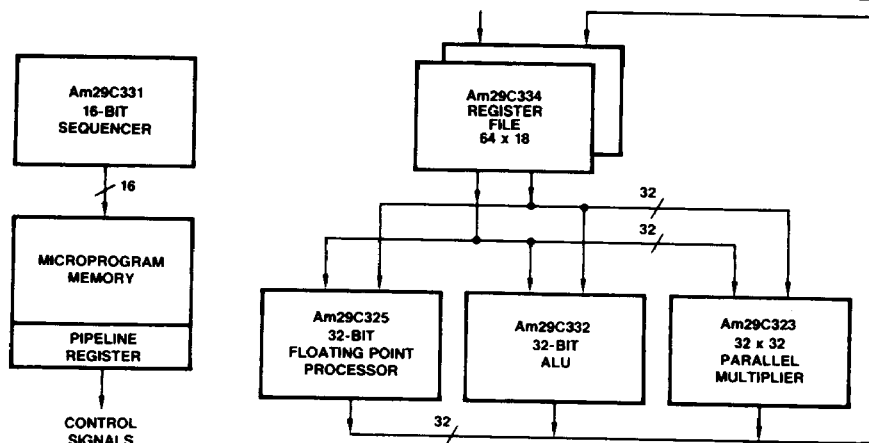 Am29C331
16-BIT
SEQUENCER
16
MICROPROGRAM
MEMORY
PIPELINE
REGISTER
CONTROL
SIGNALS
Am29C334
REGISTER
FILE
64 x 18
32
32
Am29C325
32-BIT
FLOATING POINT
PROCESSOR
Am29C332
32-BIT
ALU
Am29C323
32 x 32
PARALLEL
MULTIPLIER
32